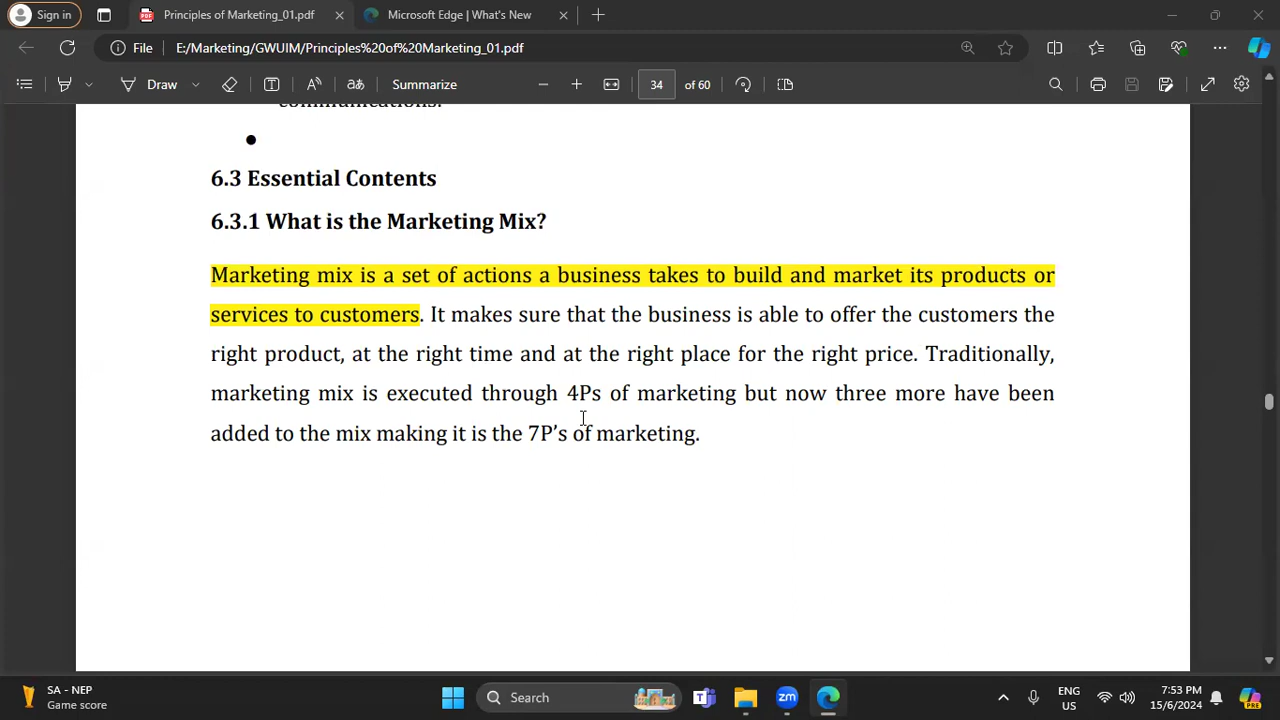 Sign in
Principles of Marketing_01.pdf
Microsoft Edge | What's New
File
E:/Marketing/GWUIM/Principles%20of%20Marketing_01.pdf
Draw
aあ
Summarize
34
of 60
communications.
6.3 Essential Contents
6.3.1 What is the Marketing Mix?
Marketing mix is a set of actions a business takes to build and market its products or
services to customers. It makes sure that the business is able to offer the customers the
right product, at the right time and at the right place for the right price. Traditionally,
marketing mix is executed through 4Ps of marketing but now three more have been
added to the mix making it is the 7P’s of marketing.
SA - NEP
Game score
Search
zm
ENG
US
7:53 PM
15/6/2024
PRE